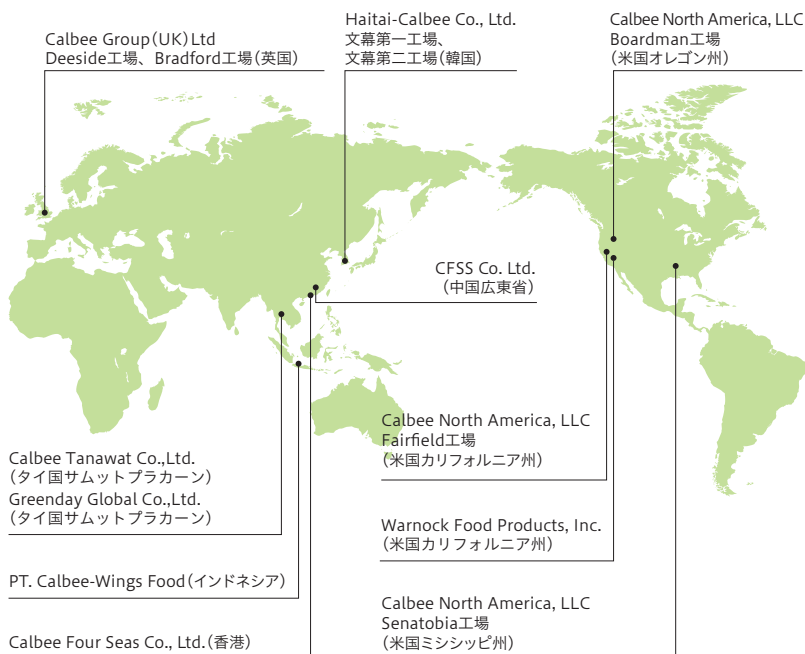 Calbee Group(UK)Ltd
Deeside工場、Bradford工場(英国)
Haitai-Calbee Co., Ltd.
文幕第一工場、
文幕第二工場(韓国)
Calbee North America, LLC
Boardman工場
(米国オレゴン州)
CFSS Co. Ltd.
(中国広東省)
Calbee North America, LLC
Fairfield工場
(米国カリフォルニア州)
Calbee Tanawat Co.,Ltd.
(タイ国サムットプラカーン)
Greenday Global Co.,Ltd.
(タイ国サムットプラカーン)
Warnock Food Products, Inc.
(米国カリフォルニア州)
PT. Calbee-Wings Food(インドネシア)
Calbee North America, LLC
Senatobia工場
(米国ミシシッピ州)
Calbee Four Seas Co., Ltd.(香港)